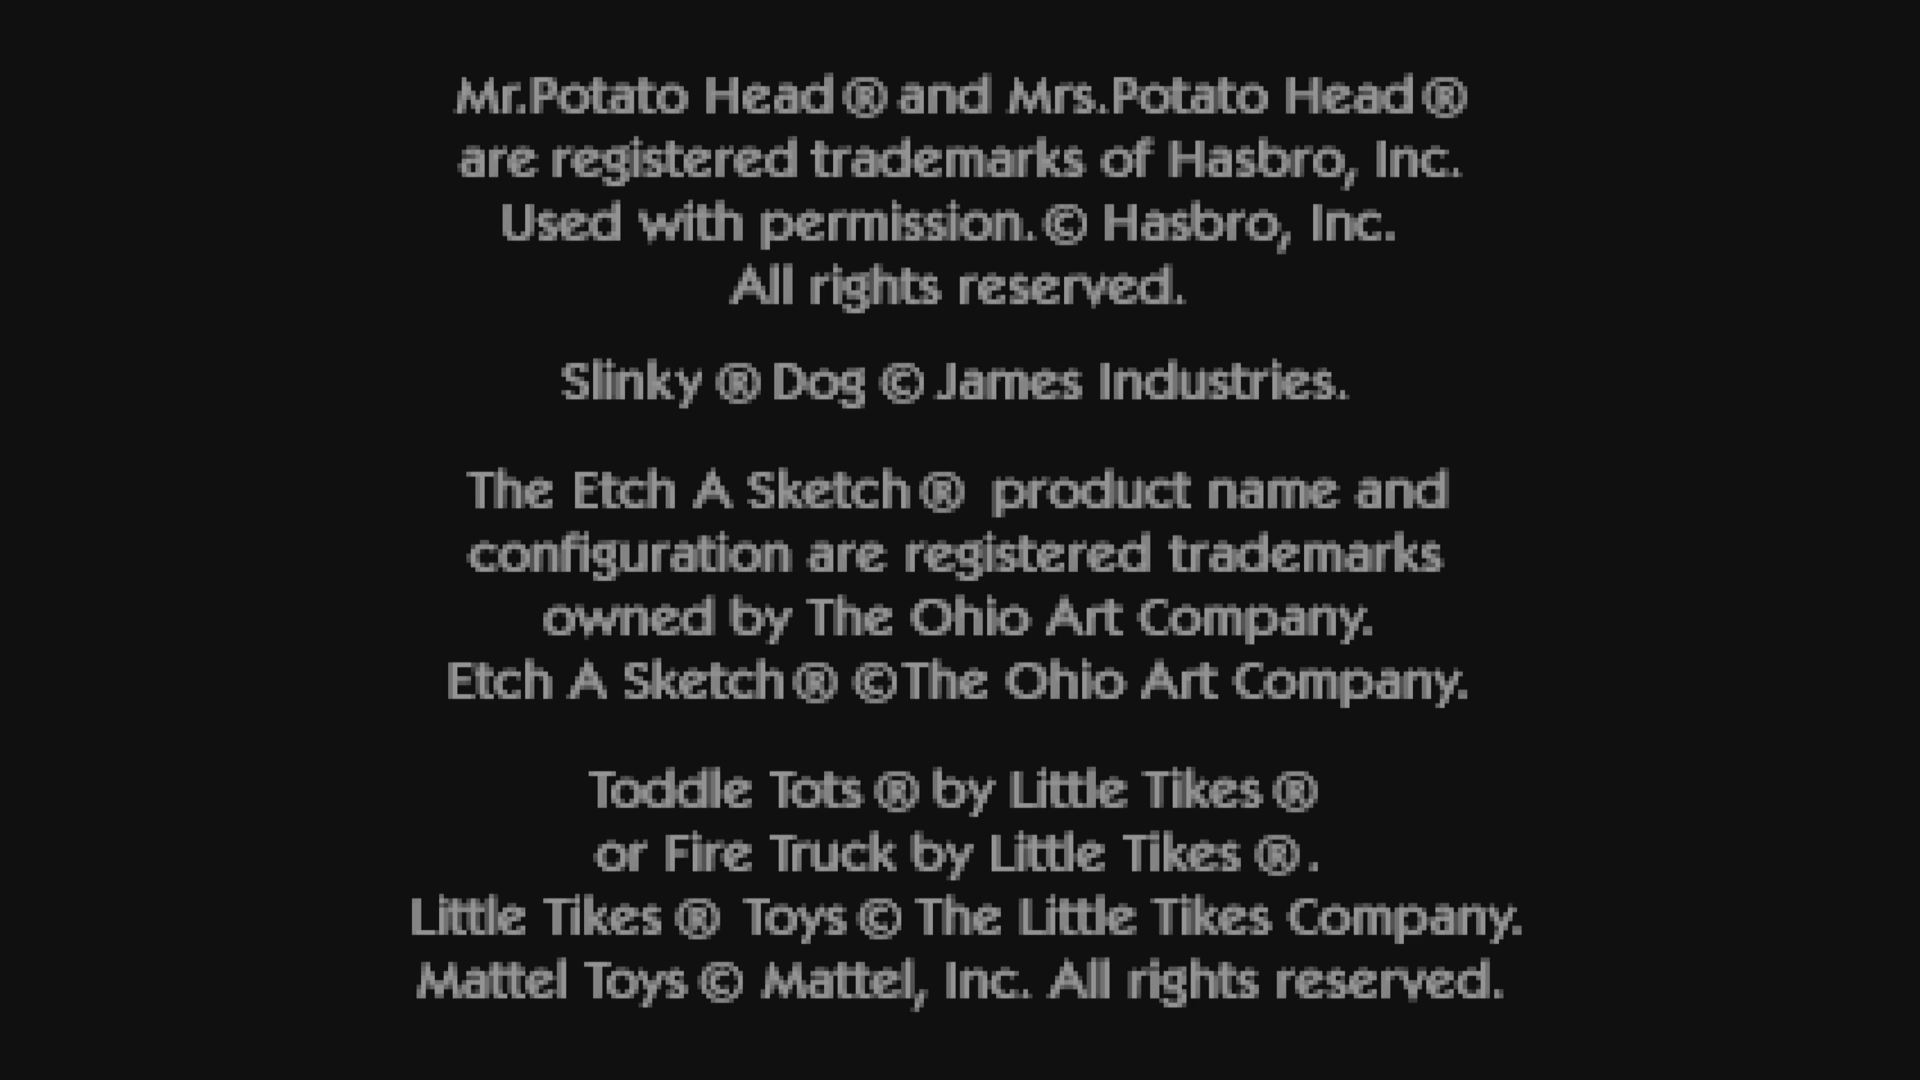 Mr.Potato Head® and Mrs.Potato Head®
are registered trademarks of Hasbro, Inc.
Used with permission.© Hasbro, Inc.
All rights reserved.
Slinky ® Dog © James Industries.
The Etch A Sketch® product name and
configuration are registered trademarks
owned by The Ohio Art Company.
Etch A Sketch® ©The Ohio Art Company.
Toddle Tots ® by Little Tikes ®
or Fire Truck by Little Tikes ®.
Little Tikes ® Toys © The Little Tikes Company.
Mattel Toys © Mattel, Inc. All rights reserved.